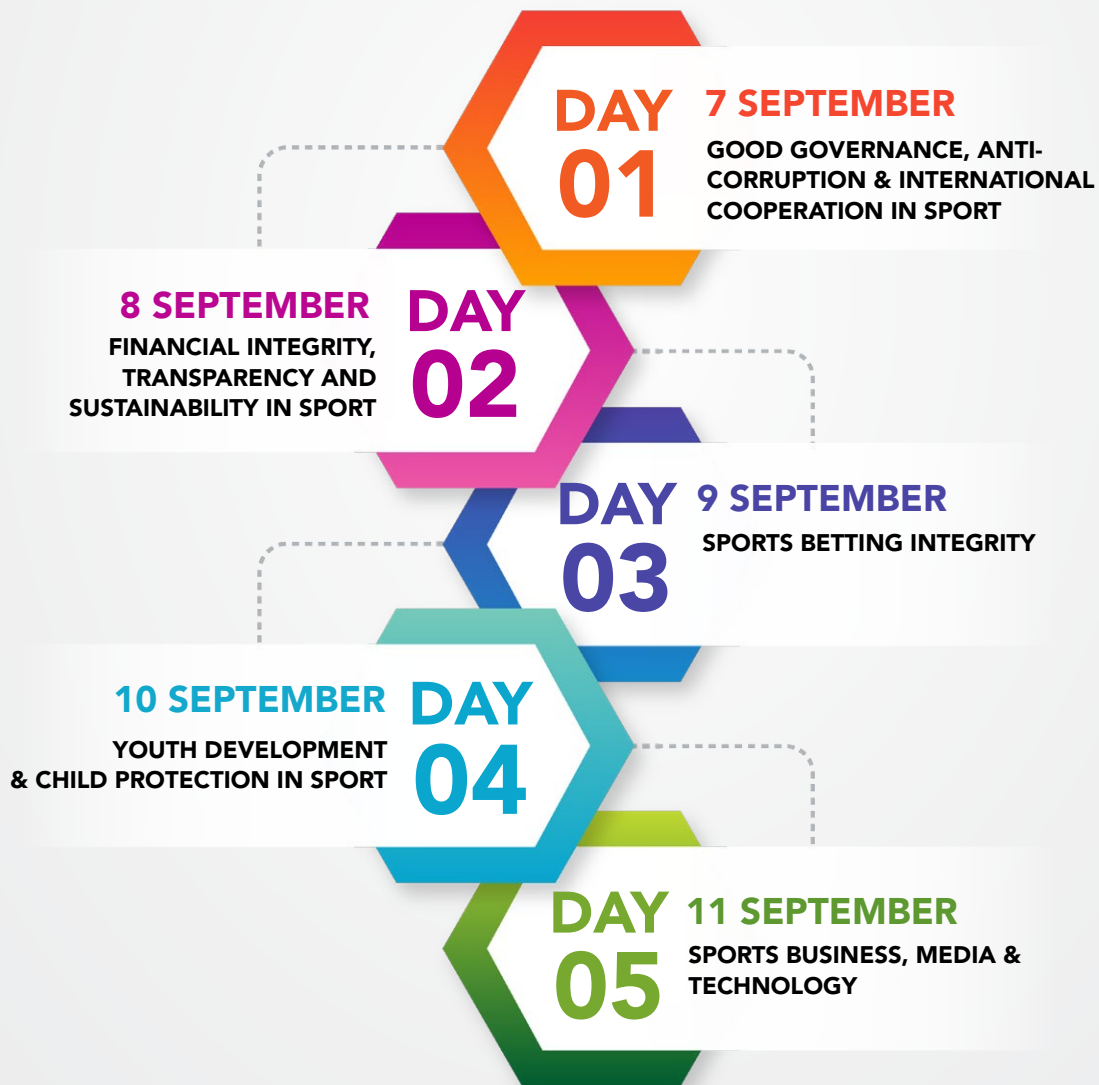 DAY
01
7 SEPTEMBER
GOOD GOVERNANCE, ANTI-
CORRUPTION & INTERNATIONAL
COOPERATION IN SPORT
8 SEPTEMBER
FINANCIAL INTEGRITY,
TRANSPARENCY AND
SUSTAINABILITY IN SPORT
DAY
02
DAY
03
9 SEPTEMBER
SPORTS BETTING INTEGRITY
10 SEPTEMBER
YOUTH DEVELOPMENT
& CHILD PROTECTION IN SPORT
DAY
04
DAY
05
11 SEPTEMBER
SPORTS BUSINESS, MEDIA &
TECHNOLOGY